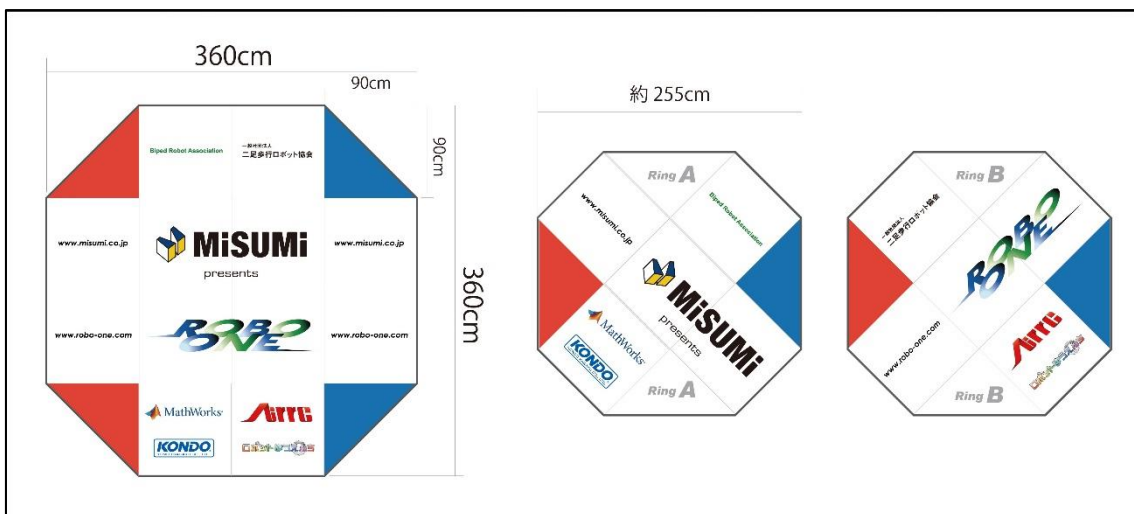 360cm
90cm
90cm
360cm
Biped Robot Association
一般社団法人
二足歩行ロボット協会
www.misumi.co.jp
MiSUMi
presents
www.misumi.co.jp
www.robo-one.com
ROBO
ONE
www.robo-one.com
MathWorks®
KONDO
Airrc
約 255cm
Ring A
www.misumi.co.jp
Biped Robot Association
MiSUMi
presents
MathWorks
KONDO
Ring A
Ring B
一般社団法人
二足歩行ロボット協会
ROBO
ONE
www.robo-one.com
Airrc
Ring B